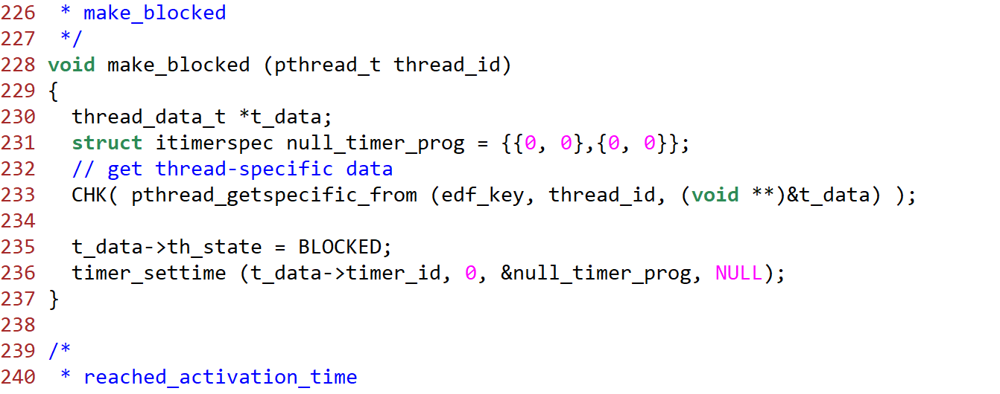 226  * make_blocked
227  */
228 void make_blocked (pthread_t thread_id)
229 {
230   thread_data_t *t_data;
231   struct itimerspec null_timer_prog = {{0, 0},{0, 0}};
232   // get thread-specific data
233   CHK( pthread_getspecific_from (edf_key, thread_id, (void **)&t_data) );
234
235   t_data->th_state = BLOCKED;
236   timer_settime (t_data->timer_id, 0, &null_timer_prog, NULL);
237 }
238
239 /*
240  * reached_activation_time